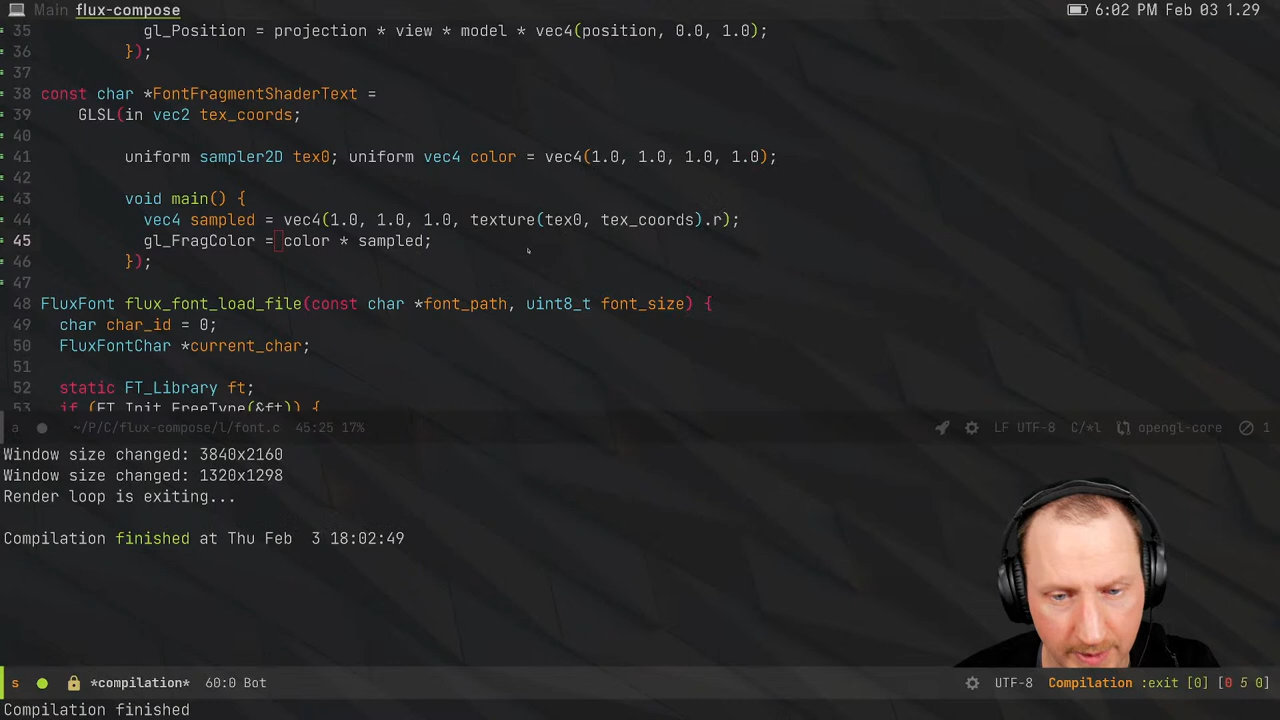 Main flux-compose 6:02 PM Feb 03 1.29
35 gl_Position = projection * view * model * vec4(position, 0.0, 1.0);
36 });
37
38 const char *FontFragmentShaderText =
39 GLSL(in vec2 tex_coords;
40
41 uniform sampler2D tex0; uniform vec4 color = vec4(1.0, 1.0, 1.0, 1.0);
42
43 void main() {
44 vec4 sampled = vec4(1.0, 1.0, 1.0, texture(tex0, tex_coords).r);
45 gl_FragColor = color * sampled;
46 });
47
48 FluxFont flux_font_load_file(const char *font_path, uint8_t font_size) {
49 char char_id = 0;
50 FluxFontChar *current_char;
51
52 static FT_Library ft;
53 if (FT_Init_FreeType(&ft)) {
a ~/P/C/flux-compose/l/font.c 45:25 17% LF UTF-8 C/*l opengl-core 1
Window size changed: 3840x2160
Window size changed: 1320x1298
Render loop is exiting...
Compilation finished at Thu Feb  3 18:02:49
s *compilation* 60:0 Bot UTF-8 Compilation :exit [0] [0 5 0]
Compilation finished